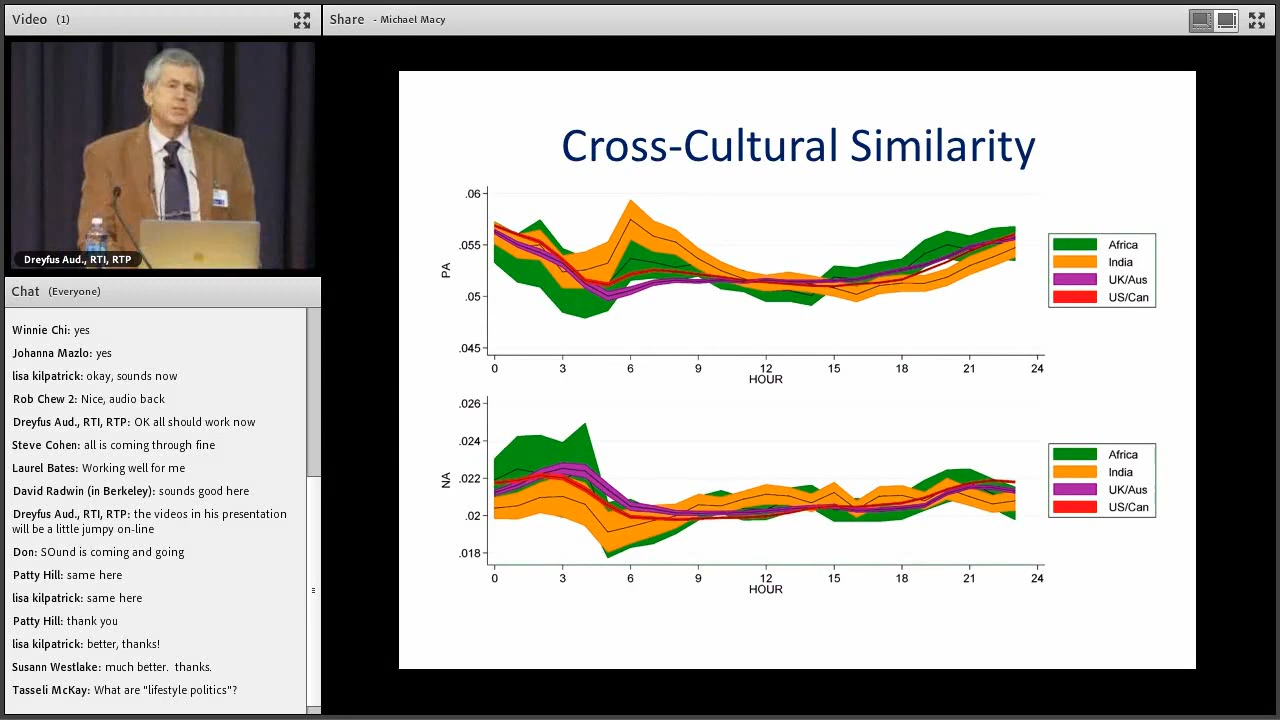 Video (1)
Share - Michael Macy
Dreyfus Aud., RTI, RTP
Chat (Everyone)
Winnie Chi: yes
Johanna Mazlo: yes
lisa kilpatrick: okay, sounds now
Rob Chew 2: Nice, audio back
Dreyfus Aud., RTI, RTP: OK all should work now
Steve Cohen: all is coming through fine
Laurel Bates: Working well for me
David Radwin (in Berkeley): sounds good here
Dreyfus Aud., RTI, RTP: the videos in his presentation
will be a little jumpy on-line
Don: SOund is coming and going
Patty Hill: same here
lisa kilpatrick: same here
Patty Hill: thank you
lisa kilpatrick: better, thanks!
Susann Westlake: much better. thanks.
Tasseli McKay: What are "lifestyle politics"?
Cross-Cultural Similarity
PA
.06
.055
.05
.045
0 3 6 9 12 15 18 21 24
HOUR
Africa
India
UK/Aus
US/Can
NA
.026
.024
.022
.02
.018
0 3 6 9 12 15 18 21 24
HOUR
Africa
India
UK/Aus
US/Can